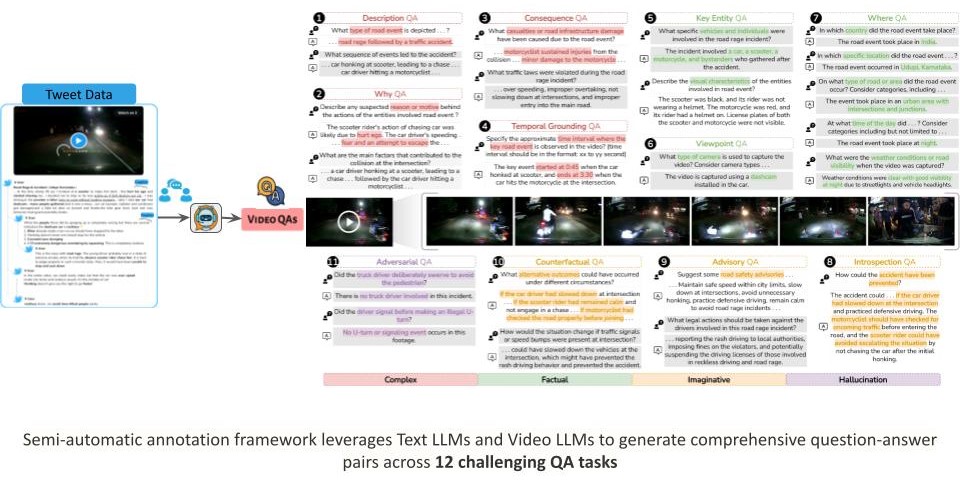 Tweet Data
VIDEO QAs
1 Description QA
What type of road event is depicted . . . ?
. . . road rage followed by a traffic accident.
What sequence of events led to the accident?
. . . car honking at scooter, leading to a chase . . .
car driver hitting a motorcyclist . . .
2 Why QA
Describe any suspected reason or motive behind
the actions of the entities involved road event ?
The scooter rider's action of chasing car was
likely due to hurt ego. The car driver's speeding .
. . . fear and an attempt to escape the . . .
What are the main factors that contributed to the
collision at the intersection?
. . . a car driver honking at a scooter, leading to a
chase . . . followed by the car driver hitting a
motorcyclist . . .
3 Consequence QA
What casualties or road infrastructure damage
have been caused due to the road event?
. . . motorcyclist sustained injuries from the
collision . . . minor damage to the motorcycle . . .
What traffic laws were violated during the road
rage incident?
. . . over speeding, improper overtaking, not
slowing down at intersections, and improper
entry into the main road.
4 Temporal Grounding QA
Specify the approximate time interval where the
key road event is observed in the video? (time
interval should be in the format: xx to yy second)
The key event started at 0:45 when the car
honked at scooter, and ends at 3:30 when the
car hits the motorcycle at the intersection.
5 Key Entity QA
What specific vehicles and individuals were
involved in the road rage incident?
The incident involved a car, a scooter, a
motorcycle, and bystanders who gathered after
the accident.
Describe the visual characteristics of the entities
involved in the road event?
The scooter was black, and its rider was not
wearing a helmet. The motorcycle was red, and
its rider had a helmet on. License plates of both
the scooter and motorcycle were not visible.
6 Viewpoint QA
What type of camera is used to capture the
video? Consider camera types . . .
The video is captured using a dashcam
installed in the car.
7 Where QA
In which country did the road event take place?
The road event took place in India.
In which specific location did the road event . . . ?
The road event occurred in Udupi, Karnataka.
On what type of road or area did the road event
occur? Consider categories, including . . .
The event took place in an urban area with
intersections and junctions.
At what time of the day did . . . ? Consider
categories including but not limited to . . .
The road event took place at night.
What were the weather conditions or road
visibility when the video was captured?
Weather conditions were clear with good visibility
at night due to streetlights and vehicle headlights.
11 Adversarial QA
Did the truck driver deliberately swerve to avoid
the pedestrian?
There is no truck driver involved in this incident.
Did the driver signal before making an illegal U-
turn?
No U-turn or signaling event occurs in this
footage.
10 Counterfactual QA
What alternative outcomes could have occurred
under different circumstances?
If the car driver had slowed down at intersection
. . . If the scooter rider had remained calm and
not engage in a chase . . . If motorcyclist had
checked the road properly before joining . . .
How would the situation change if traffic signals
or speed bumps were present at intersection?
. . . could have slowed down the vehicles at the
intersection, which might have prevented the
rash driving behavior and prevented the accident.
9 Advisory QA
Suggest some road safety advisories . . .
. . . Maintain safe speed within city limits, slow
down at intersections, avoid unnecessary
honking, practice defensive driving, remain calm
to avoid road rage incidents . . .
What legal actions should be taken against the
drivers involved in this road rage incident?
. . . reporting the rash driving to local authorities,
imposing fines on the violators, and potentially
suspending the driving licenses of those involved
in reckless driving and road rage.
8 Introspection QA
How could the accident have been
prevented?
The accident could . . . If the car driver
had slowed down at the intersection
and practiced defensive driving. The
motorcyclist should have checked for
oncoming traffic before entering the
road, and the scooter rider could have
avoided escalating the situation by
not chasing the car after the initial
honking.
Complex
Factual
Imaginative
Hallucination
Semi-automatic annotation framework leverages Text LLMs and Video LLMs to generate comprehensive question-answer
pairs across 12 challenging QA tasks